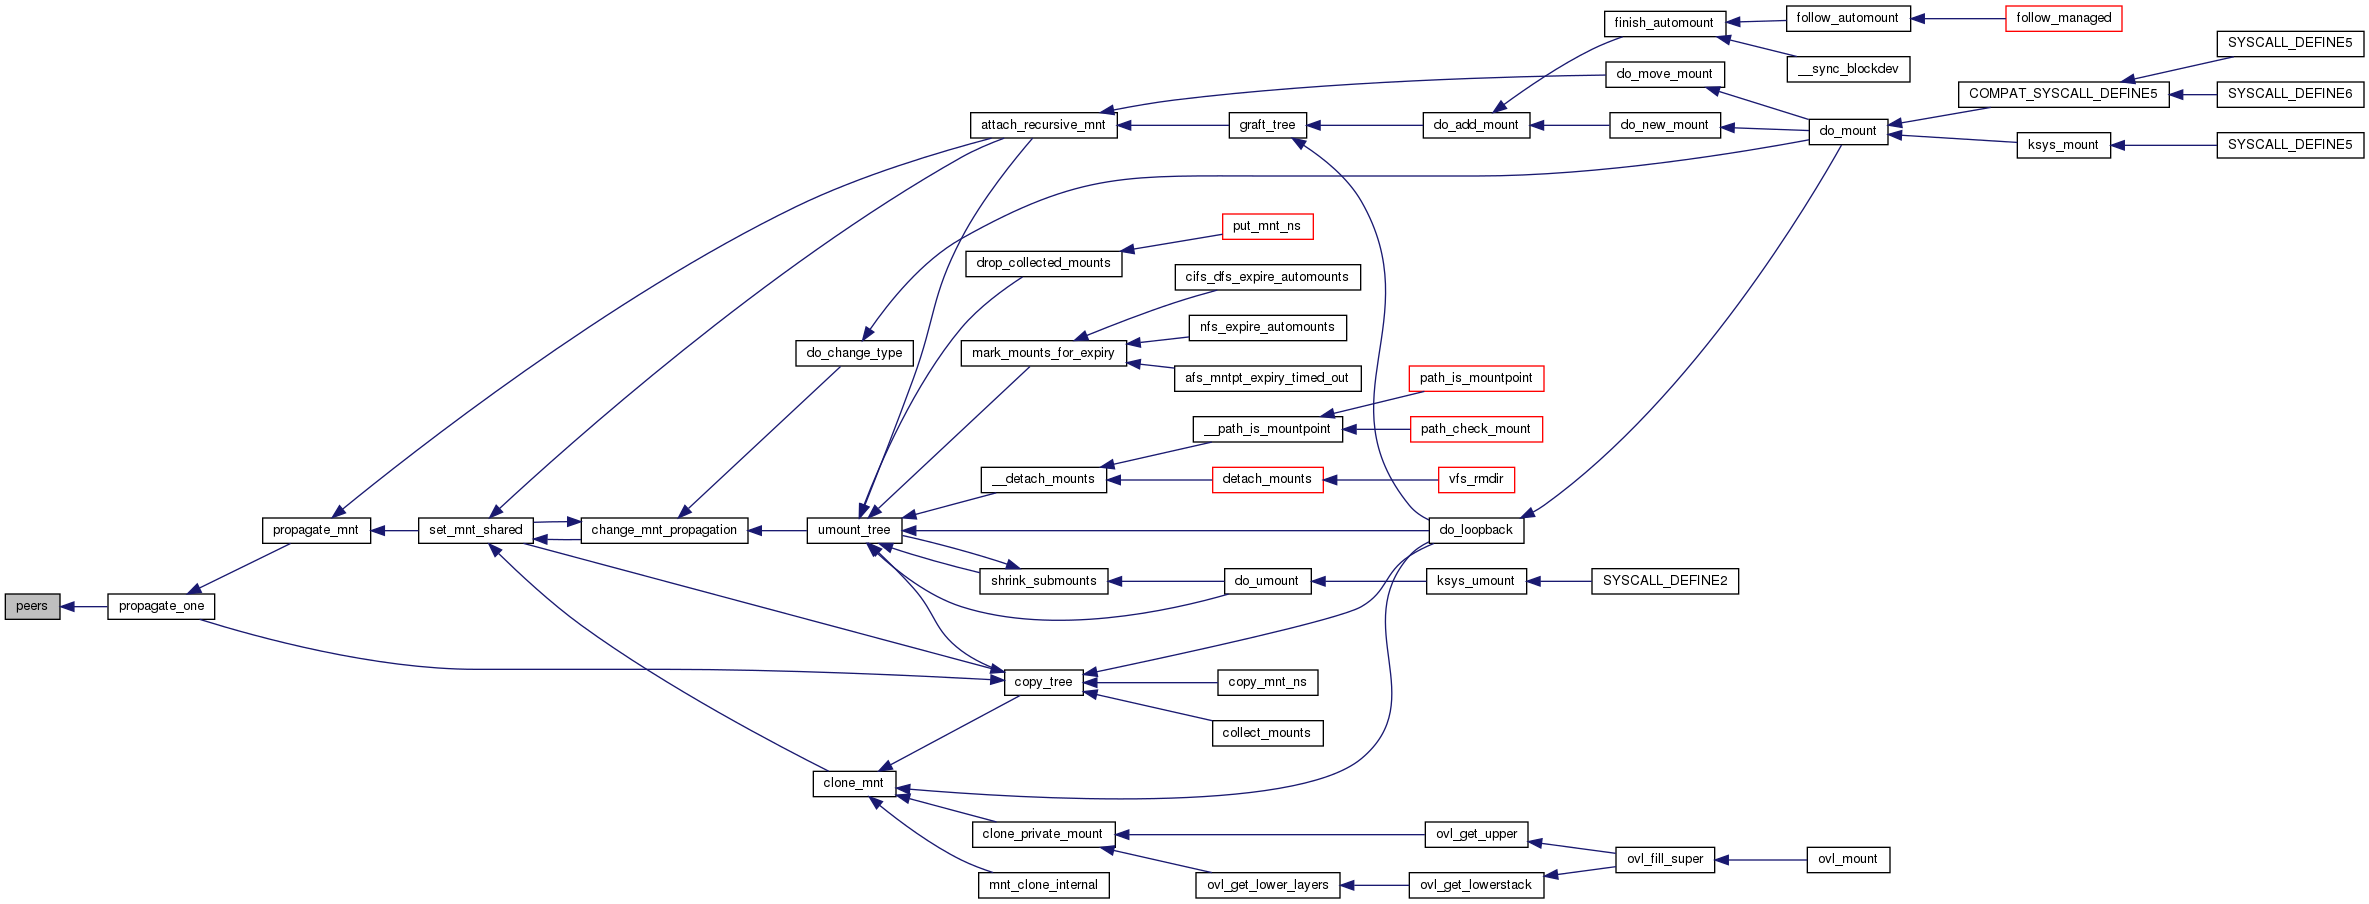 finish_automount
follow_automount
follow_managed
SYSCALL_DEFINE5
__sync_blockdev
do_move_mount
COMPAT_SYSCALL_DEFINE5
SYSCALL_DEFINE6
attach_recursive_mnt
graft_tree
do_add_mount
do_new_mount
do_mount
ksys_mount
SYSCALL_DEFINE5
put_mnt_ns
drop_collected_mounts
cifs_dfs_expire_automounts
nfs_expire_automounts
do_change_type
mark_mounts_for_expiry
afs_mntpt_expiry_timed_out
path_is_mountpoint
__path_is_mountpoint
path_check_mount
__detach_mounts
detach_mounts
vfs_rmdir
propagate_mnt
set_mnt_shared
change_mnt_propagation
umount_tree
do_loopback
shrink_submounts
do_umount
ksys_umount
SYSCALL_DEFINE2
peers
propagate_one
copy_tree
copy_mnt_ns
collect_mounts
clone_mnt
clone_private_mount
ovl_get_upper
ovl_fill_super
ovl_mount
mnt_clone_internal
ovl_get_lower_layers
ovl_get_lowerstack